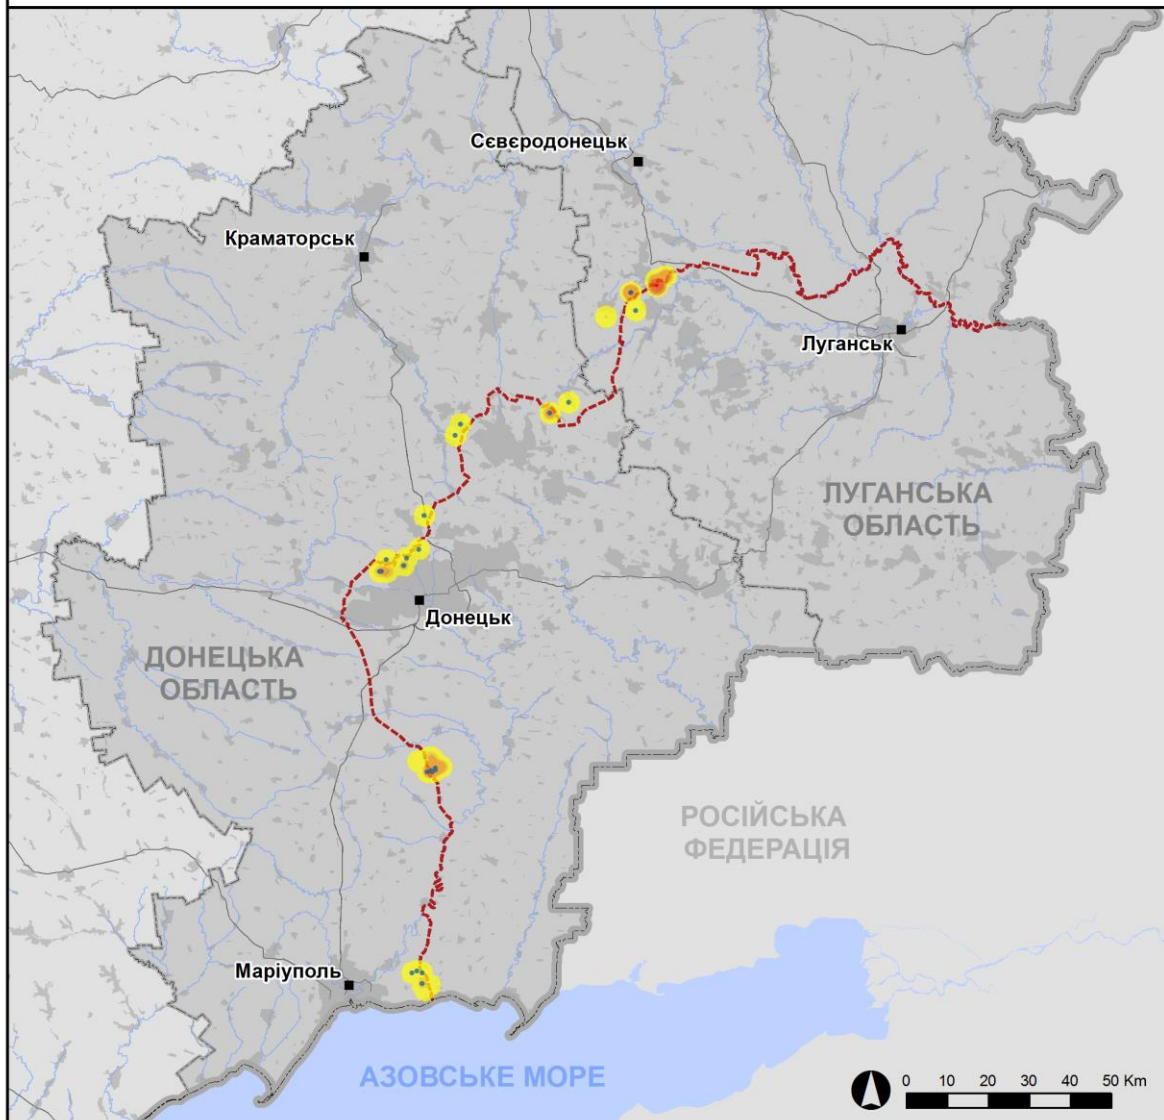 Сєвєродонецьк
Краматорськ
Луганськ
ЛУГАНСЬКА
ОБЛАСТЬ
Донецьк
ДОНЕЦЬКА
ОБЛАСТЬ
РОСІЙСЬКА
ФЕДЕРАЦІЯ
Маріуполь
АЗОВСЬКЕ МОРЕ
0 10 20 30 40 50 Km